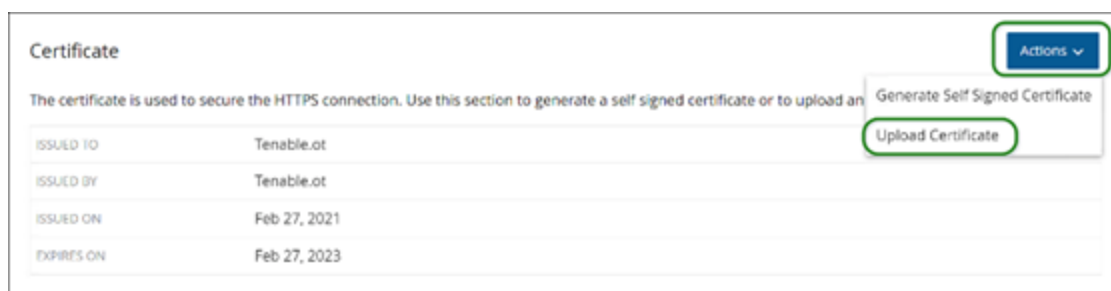 Certificate
Actions
The certificate is used to secure the HTTPS connection. Use this section to generate a self signed certificate or to upload an
Generate Self Signed Certificate
Upload Certificate
ISSUED TO Tenable.ot
ISSUED BY Tenable.ot
ISSUED ON Feb 27, 2021
EXPIRES ON Feb 27, 2023